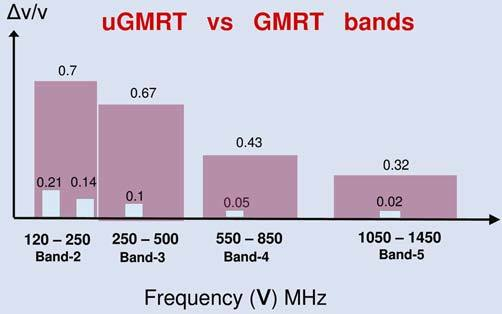 Δν/ν
uGMRT vs GMRT bands
0.7
0.67
0.43
0.32
0.21
0.14
0.1
0.05
0.02
120 – 250
250 – 500
550 – 850
1050 – 1450
Band-2
Band-3
Band-4
Band-5
Frequency (V) MHz